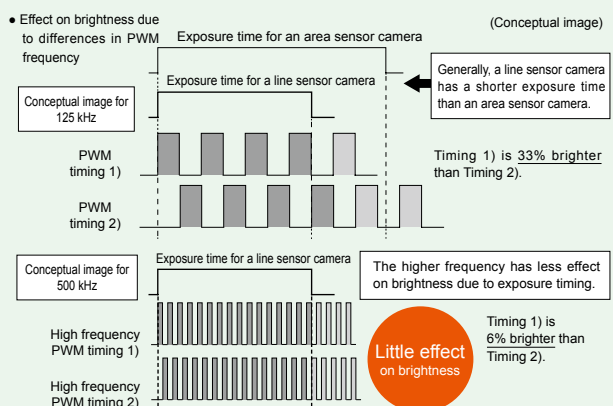 ● Effect on brightness due
to differences in PWM
frequency
(Conceptual image)
Exposure time for an area sensor camera
Exposure time for a line sensor camera
Generally, a line sensor camera
has a shorter exposure time
than an area sensor camera.
Conceptual image for
125 kHz
PWM
timing 1)
Timing 1) is 33% brighter
than Timing 2).
PWM
timing 2)
Exposure time for a line sensor camera
Conceptual image for
500 kHz
The higher frequency has less effect
on brightness due to exposure timing.
High frequency
PWM timing 1)
Little effect
on brightness
Timing 1) is
6% brighter than
Timing 2).
High frequency
PWM timing 2)